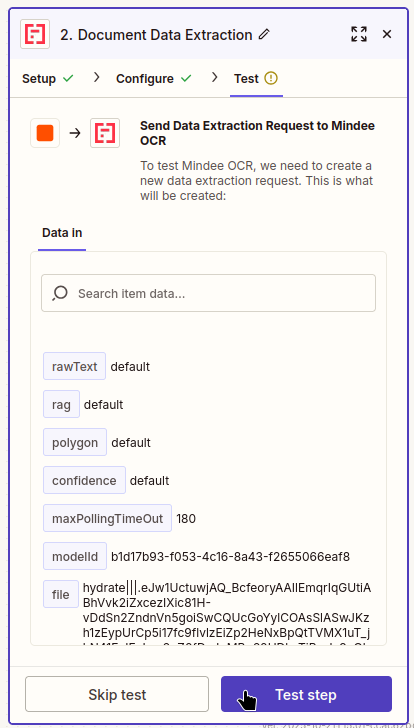 2. Document Data Extraction
Setup
Configure
Test
Send Data Extraction Request to Mindee
OCR
To test Mindee OCR, we need to create a
new data extraction request. This is what
will be created:
Data in
Search item data...
rawText default
rag default
polygon default
confidence default
maxPollingTimeOut 180
modelId b1d17b93-f053-4c16-8a43-f2655066eaf8
file hydrate|||.eJw1UctuwjAQ_BcfeoryAAIIEmqrIqGUtiA
BhVvk2iZxcezIXic81H-
vDdSn2ZndnVn5goiSwCQUcGoYyICOAsSIASwJKz
Skip test
Test step